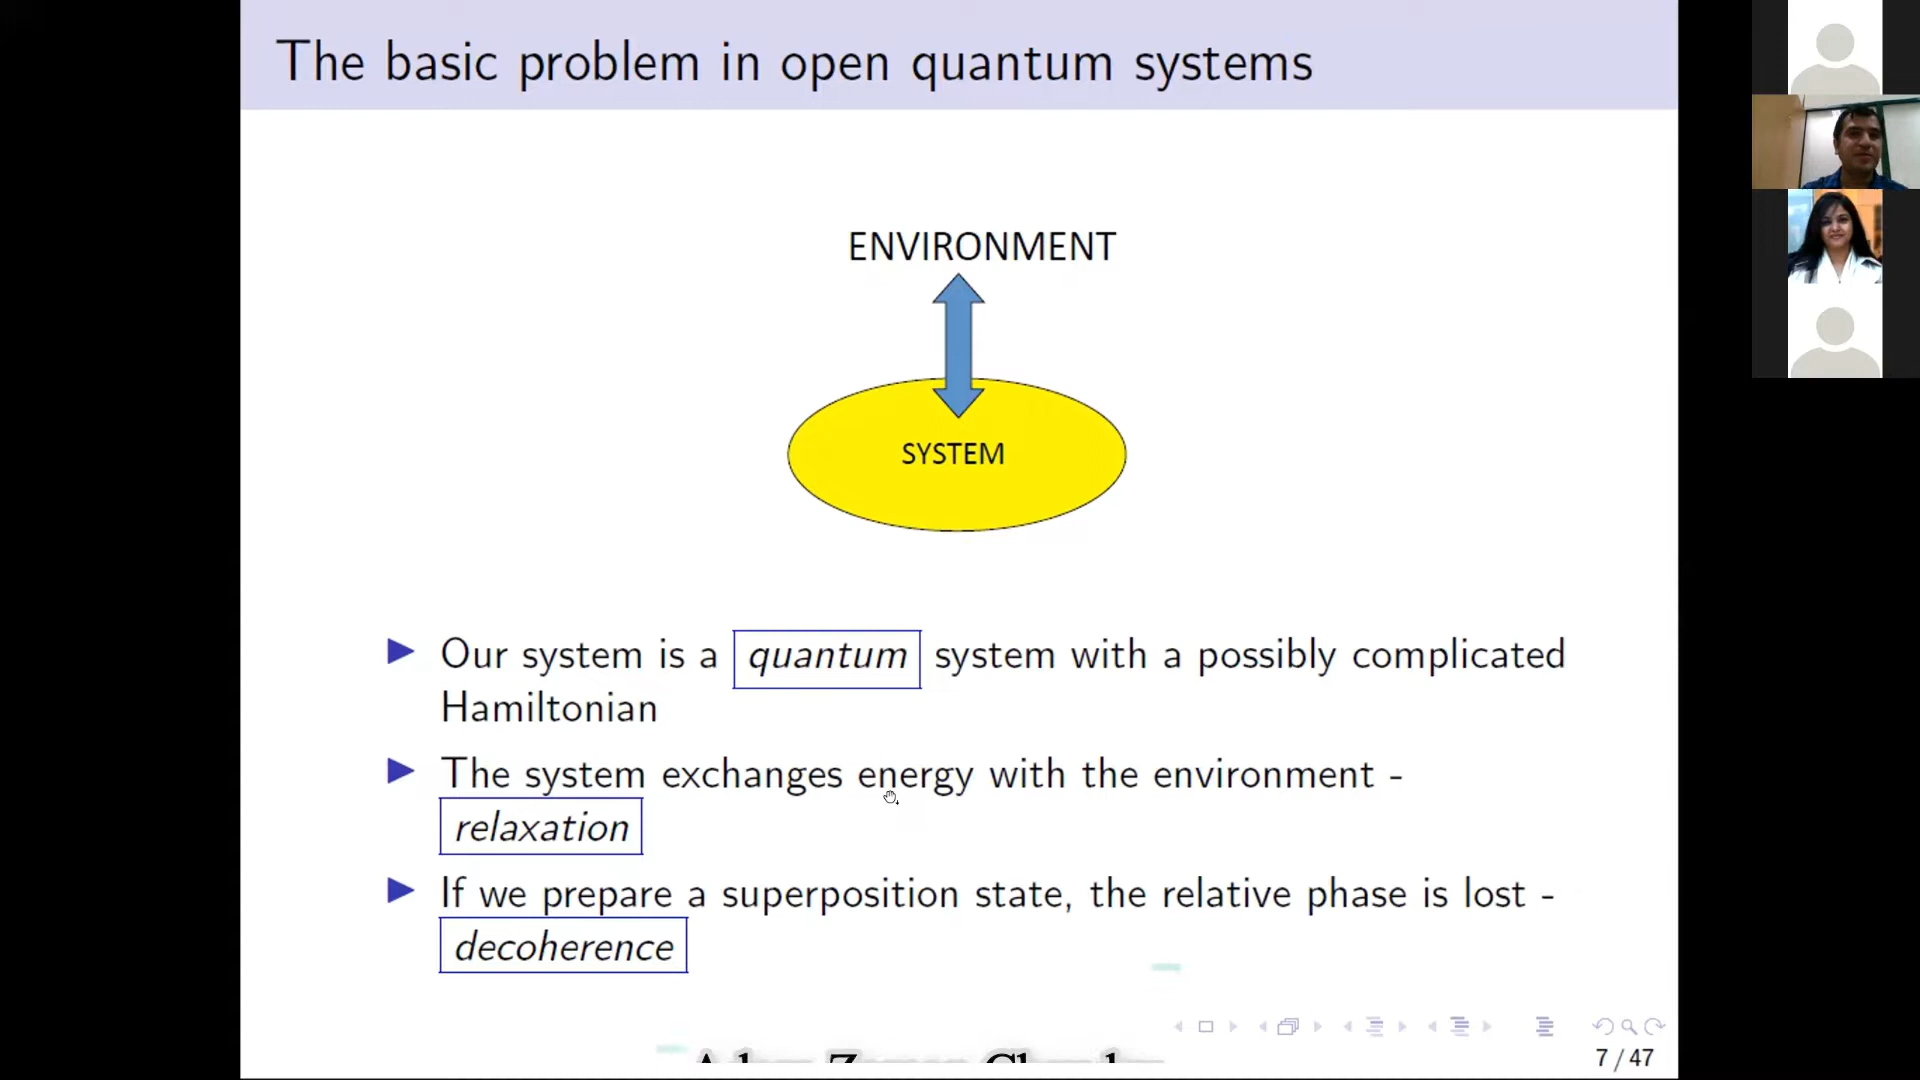 The basic problem in open quantum systems
ENVIRONMENT
SYSTEM
Our system is a quantum system with a possibly complicated
Hamiltonian
The system exchanges energy with the environment -
relaxation
If we prepare a superposition state, the relative phase is lost -
decoherence
7 / 47